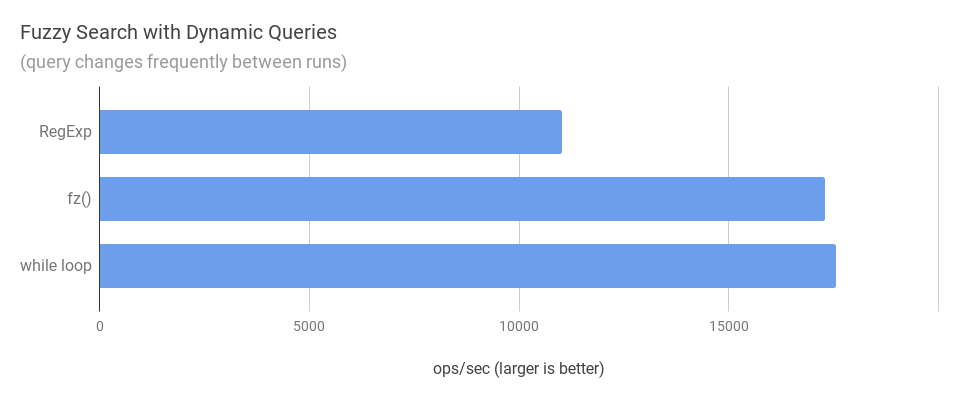 Fuzzy Search with Dynamic Queries
(query changes frequently between runs)
RegExp
fz()
while loop
0 5000 10000 15000
ops/sec (larger is better)